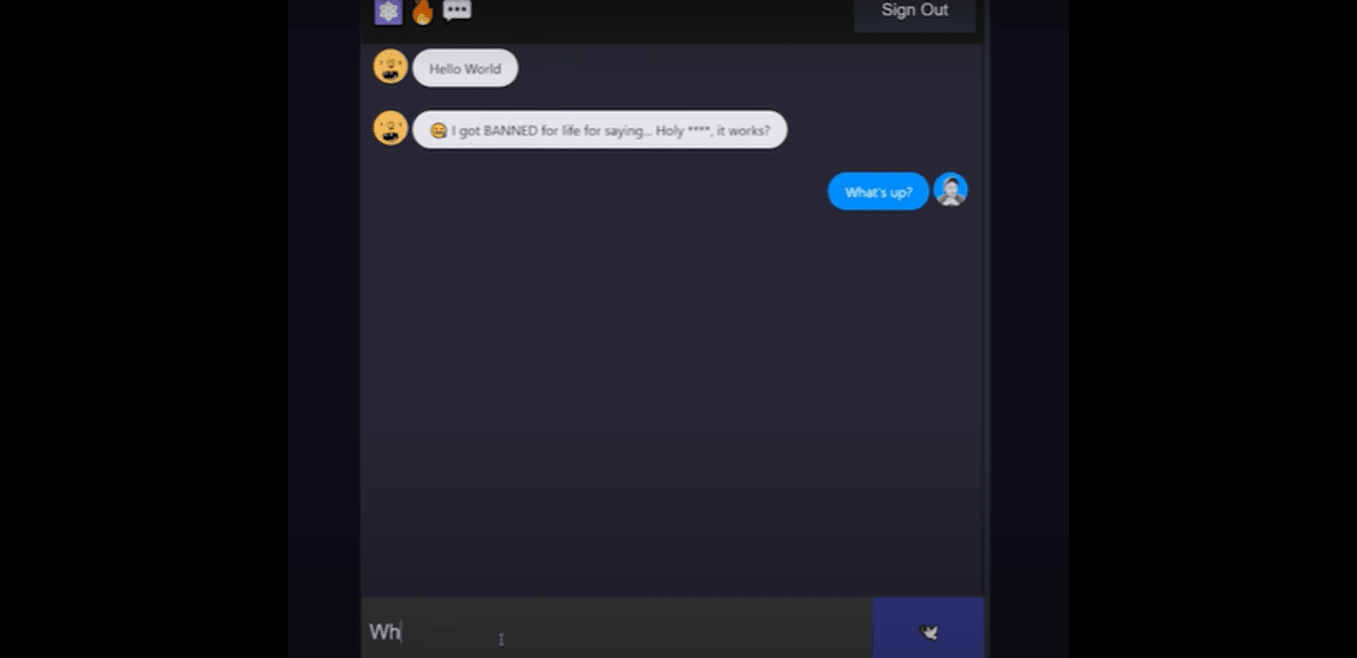 Sign Out
Hello World
I got BANNED for life for saying... Holy ****, it works?
What's up?
Wh